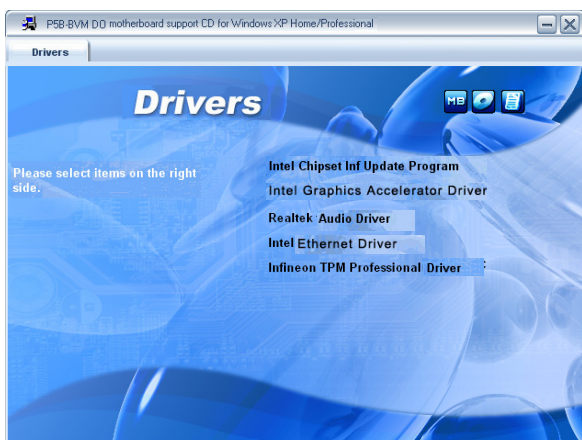 P5B-BVM DO motherboard support CD for Windows XP Home/Professional
Drivers
Drivers
MB
Please select items on the right
side.
Intel Chipset Inf Update Program
Intel Graphics Accelerator Driver
Realtek Audio Driver
Intel Ethernet Driver
Infineon TPM Professional Driver